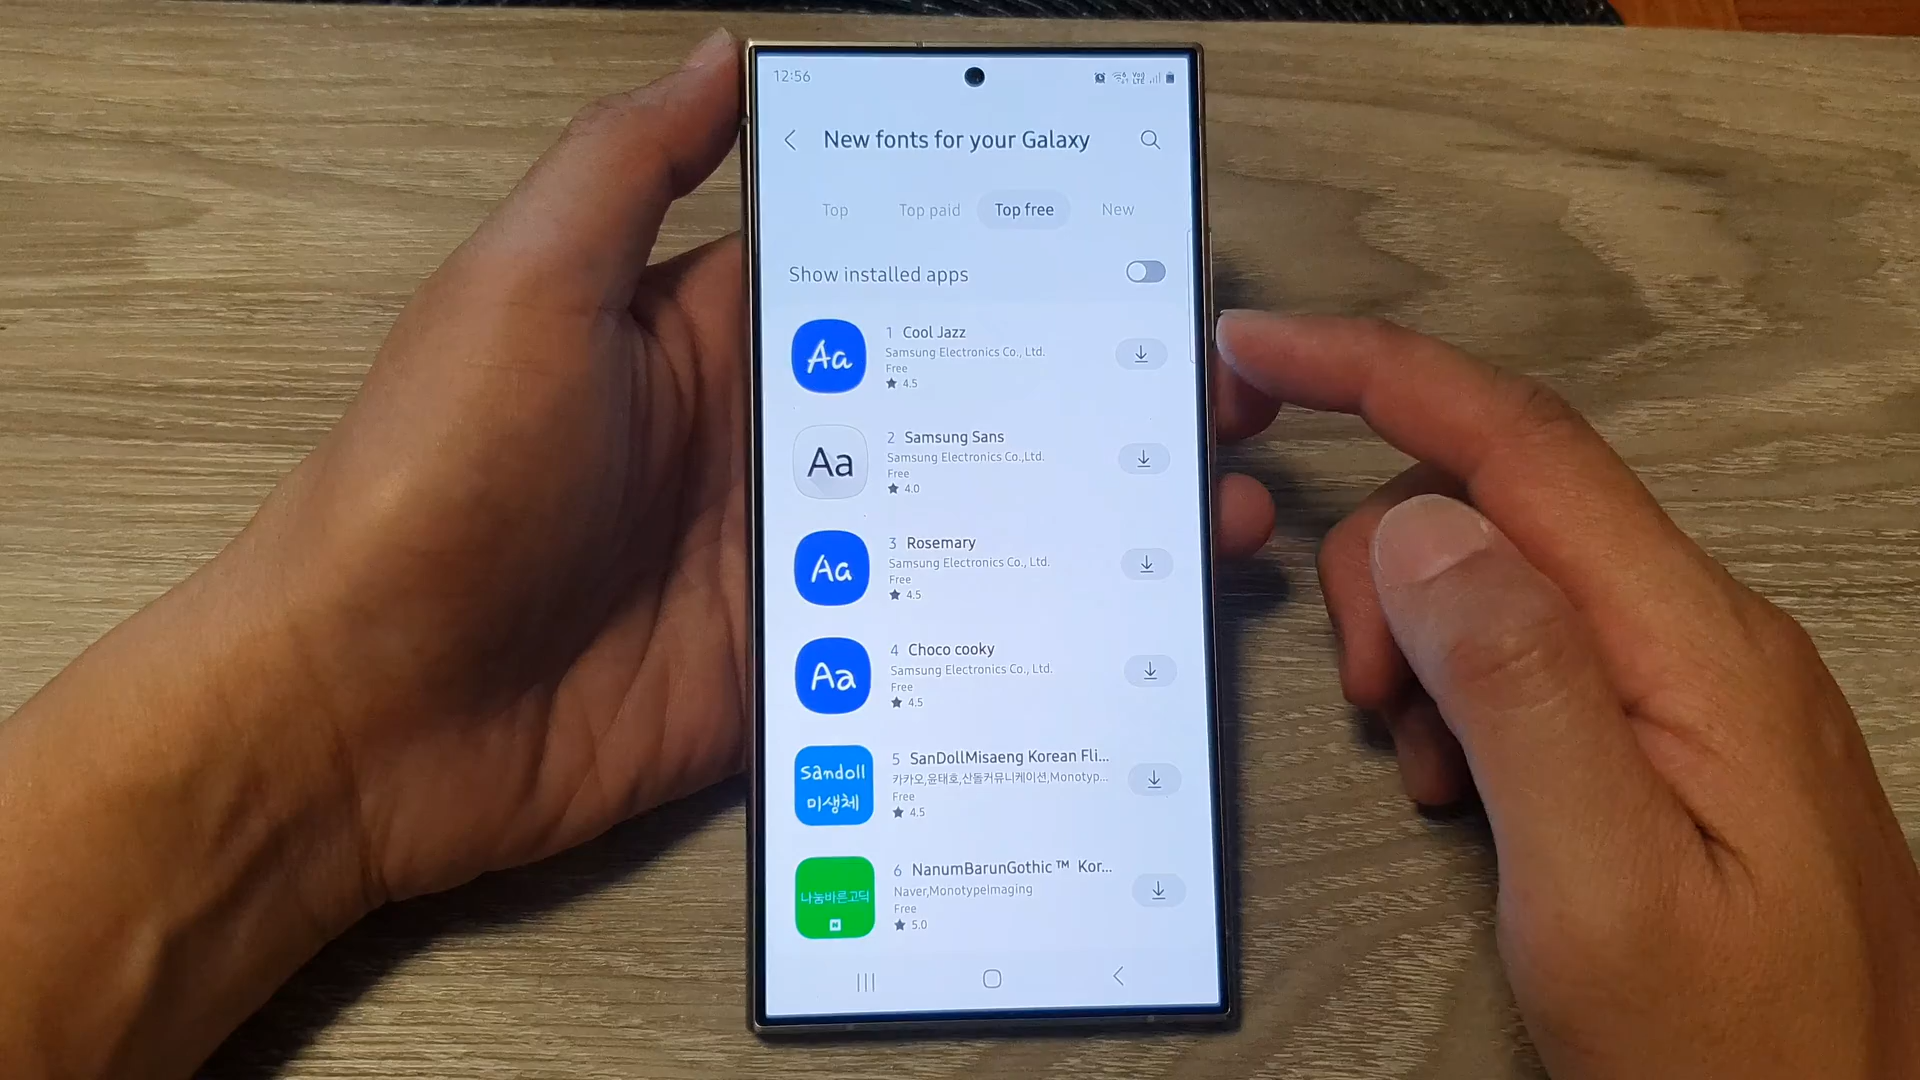 12:56
New fonts for your Galaxy
Top Top paid Top free New
Show installed apps
Aa
1 Cool Jazz
Samsung Electronics Co., Ltd.
Free
★ 4.5
Aa
2 Samsung Sans
Samsung Electronics Co.,Ltd.
Free
★ 4.0
Aa
3 Rosemary
Samsung Electronics Co., Ltd.
Free
★ 4.5
Aa
4 Choco cooky
Samsung Electronics Co., Ltd.
Free
★ 4.5
Sandoll
미생체
5 SanDollMisaeng Korean Fli...
카카오,윤태호,산돌커뮤니케이션,Monotyp...
Free
★ 4.5
나눔바른고딕
N
6 NanumBarunGothic™ Kor...
Naver,MonotypeImaging
Free
★ 5.0